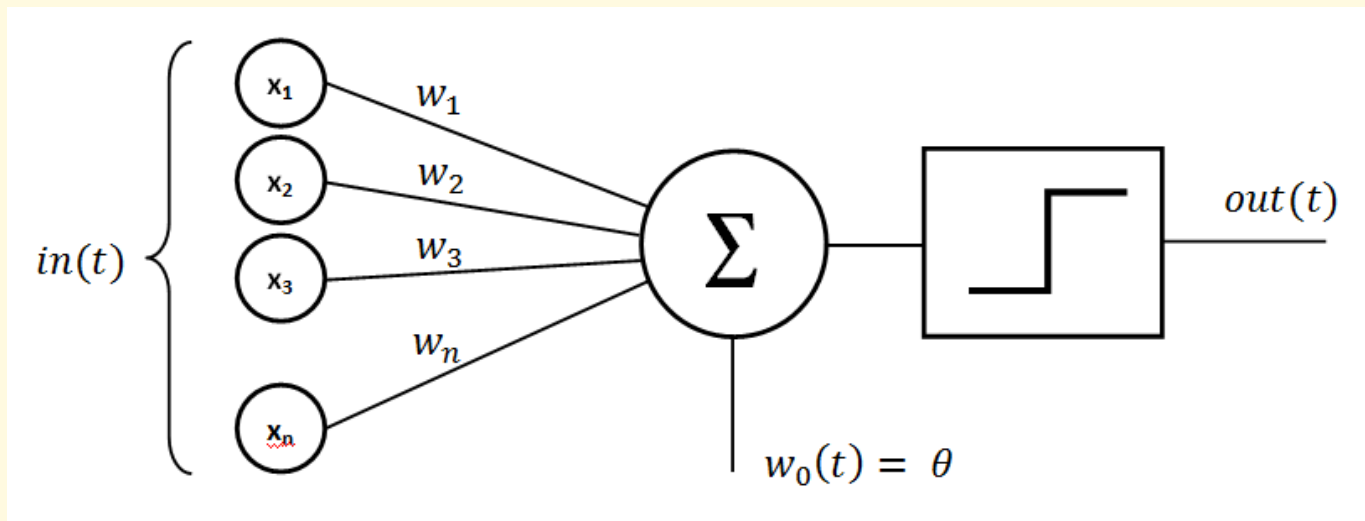 x₁
w₁
x₂
w₂
in(t)
x₃
w₃
∑
out(t)
wₙ
xₙ
w₀(t) = θ